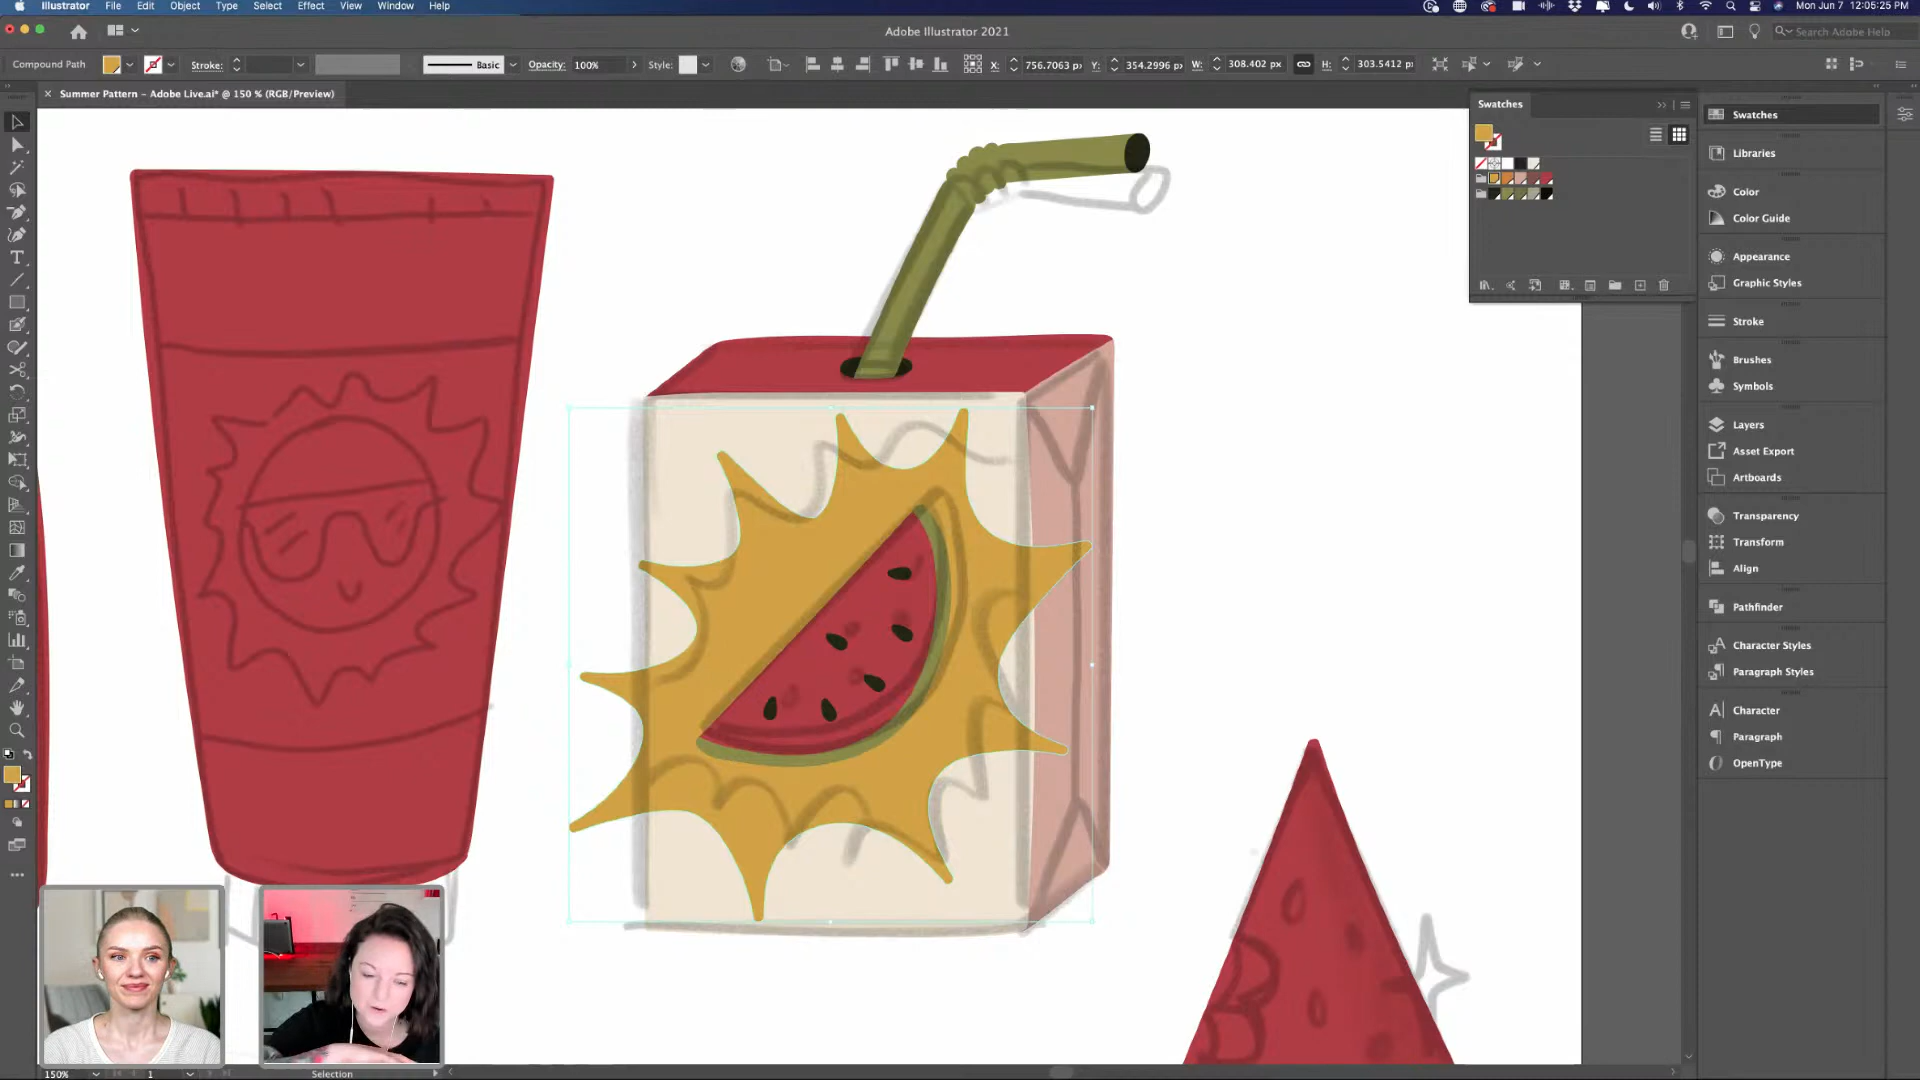 Illustrator File Edit Object Type Select Effect View Window Help
Mon Jun 7 12:05:25 PM
Adobe Illustrator 2021
Search Adobe Help
Compound Path
Stroke:
Basic
Opacity: 100%
Style:
X: 756.7063 px
Y: 354.2996 px
W: 308.402 px
H: 303.5412 px
× Summer Pattern – Adobe Live.ai* @ 150 % (RGB/Preview)
Swatches
Swatches
Libraries
Color
Color Guide
Appearance
Graphic Styles
Stroke
Brushes
Symbols
Layers
Asset Export
Artboards
Transparency
Transform
Align
Pathfinder
Character Styles
Paragraph Styles
Character
Paragraph
OpenType
150%
1
Selection